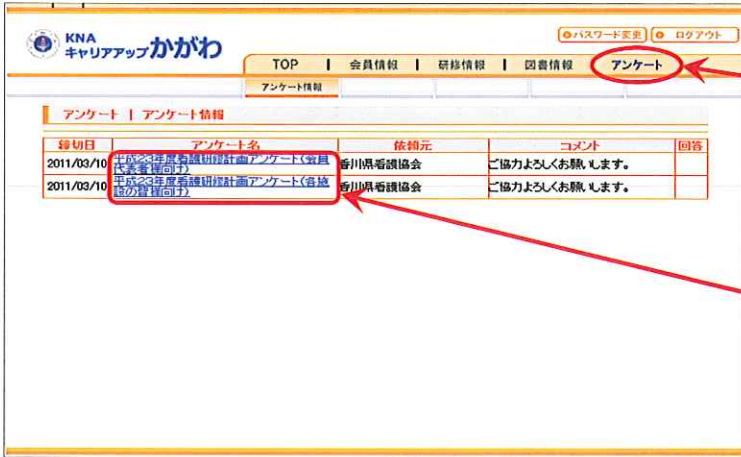 KNA
キャリアアップかがわ
パスワード変更 ログアウト
TOP 会員情報 研修情報 図書情報 アンケート
アンケート情報
アンケート | アンケート情報
締切日 アンケート名 依頼元 コメント 回答
2011/03/10 平成23年度看護研修計画アンケート(会員 香川県看護協会 ご協力よろしくお願いします。
代表者様向け)
2011/03/10 平成23年度看護研修計画アンケート(各施 香川県看護協会 ご協力よろしくお願いします。
設の皆様向け)